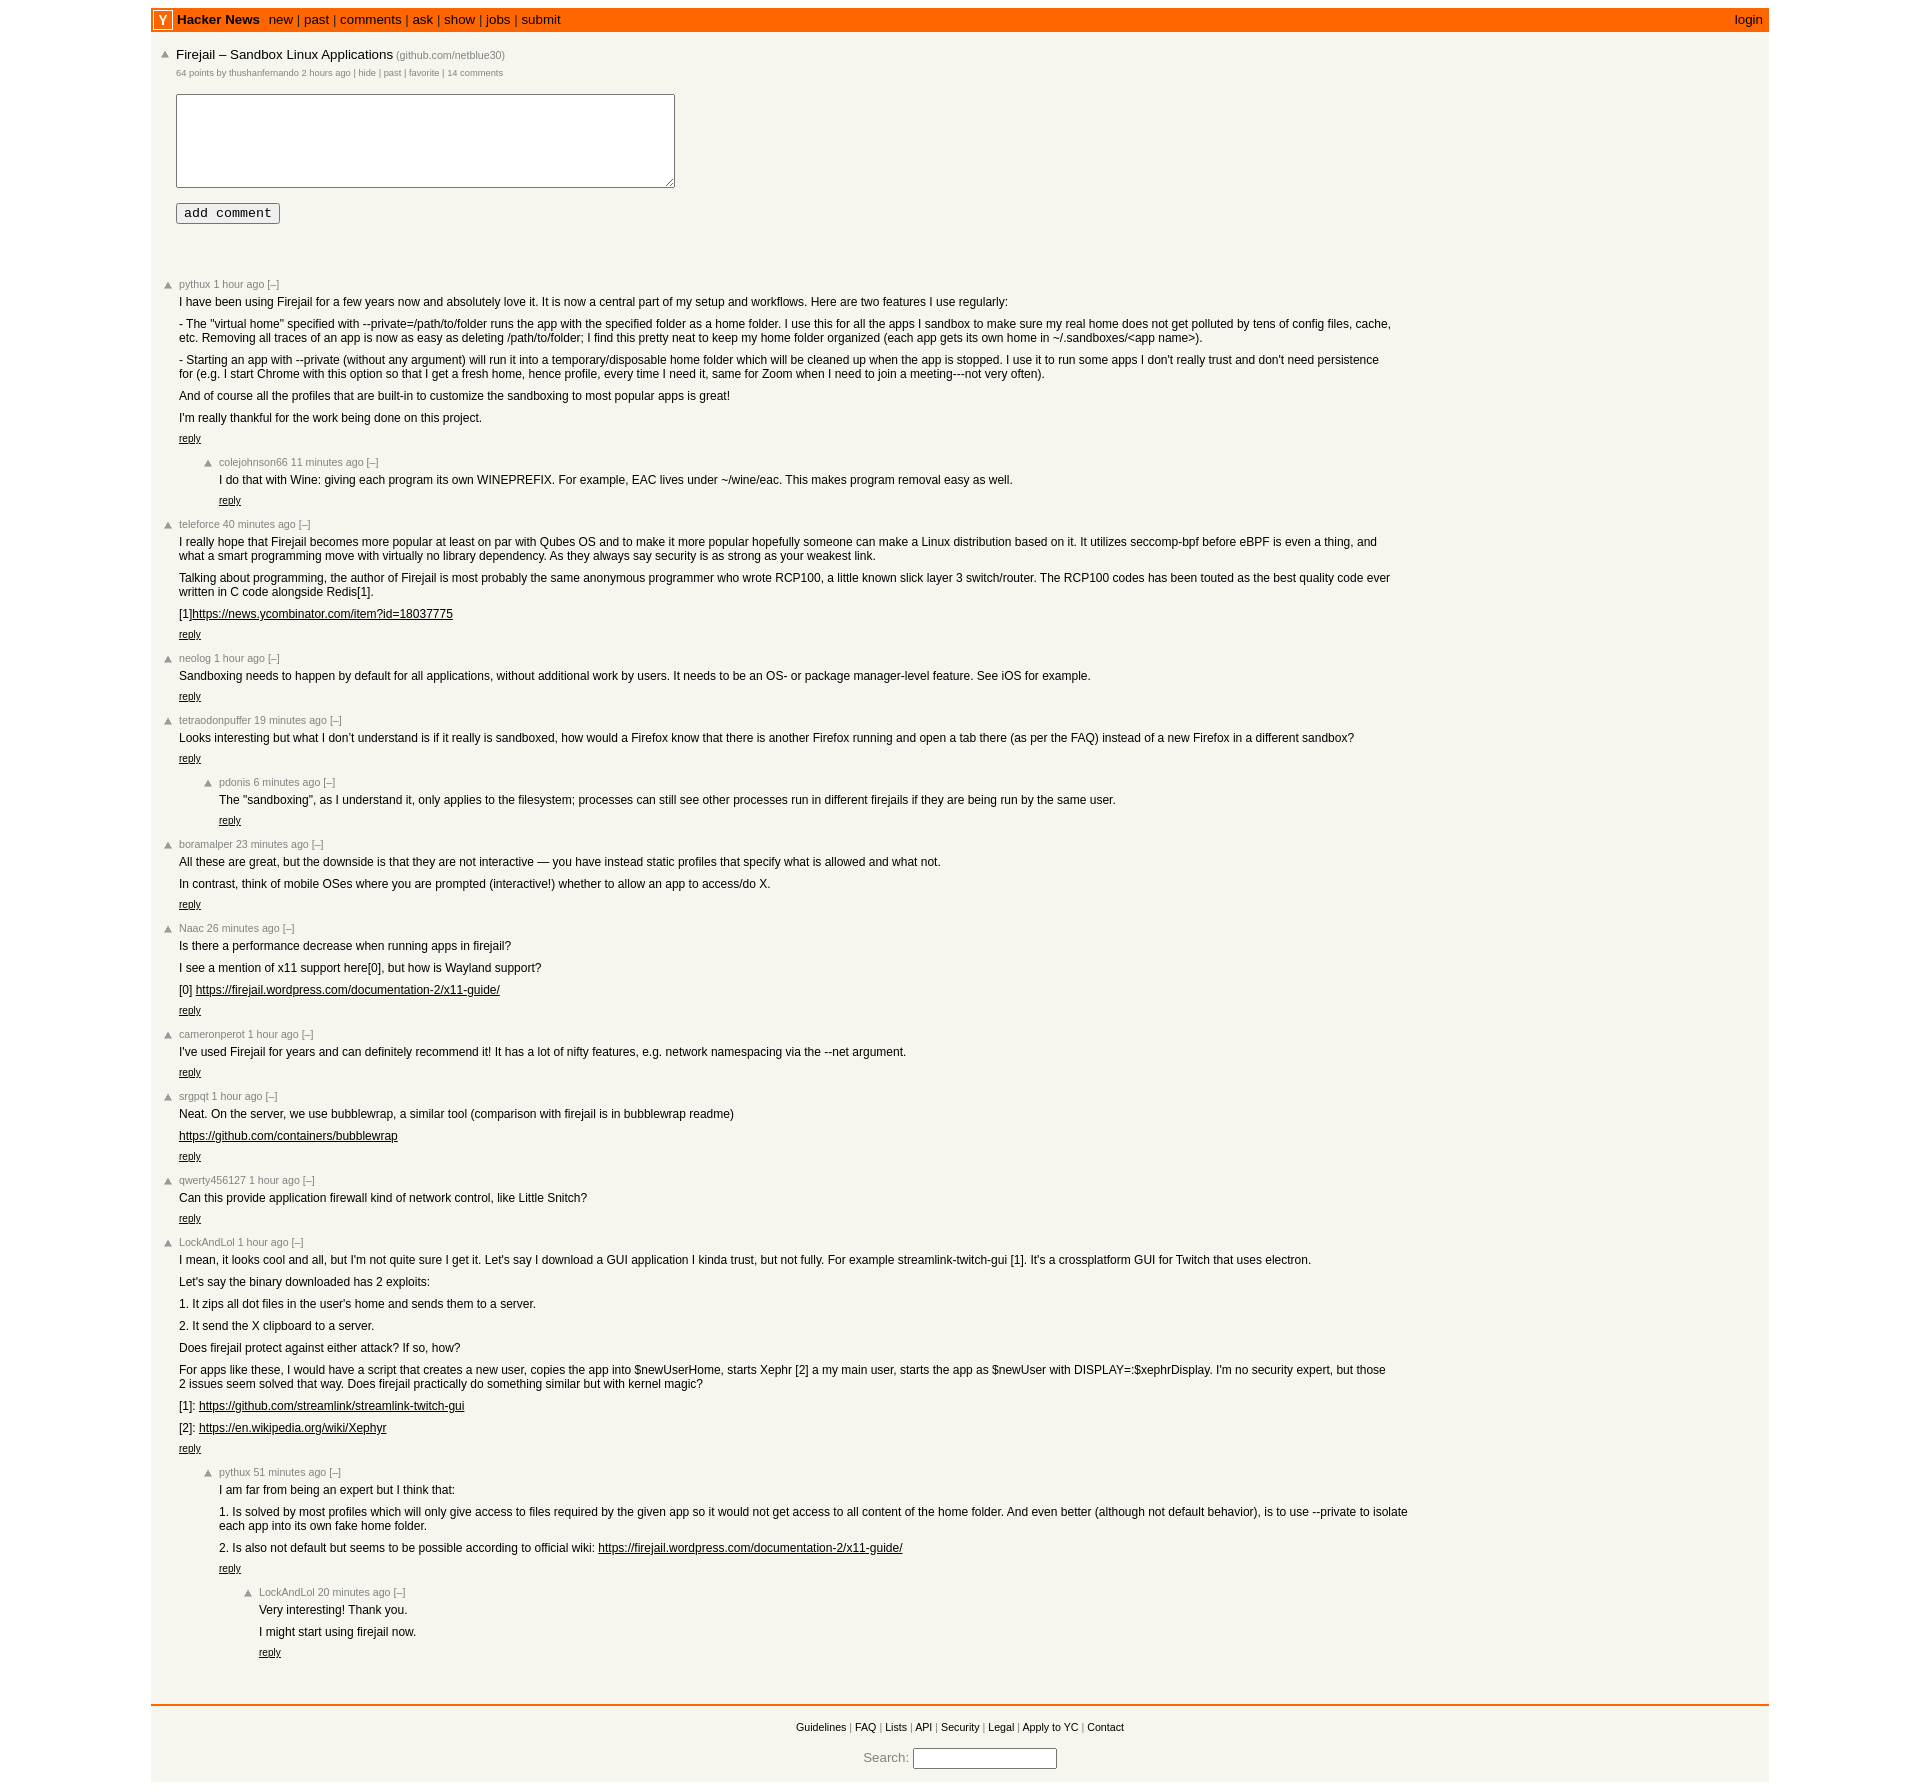 Y Hacker News new | past | comments | ask | show | jobs | submit login
Firejail – Sandbox Linux Applications (github.com/netblue30)
64 points by thushanfernando 2 hours ago | hide | past | favorite | 14 comments
add comment
pythux 1 hour ago [–]
I have been using Firejail for a few years now and absolutely love it. It is now a central part of my setup and workflows. Here are two features I use regularly:
- The "virtual home" specified with --private=/path/to/folder runs the app with the specified folder as a home folder. I use this for all the apps I sandbox to make sure my real home does not get polluted by tens of config files, cache,
etc. Removing all traces of an app is now as easy as deleting /path/to/folder; I find this pretty neat to keep my home folder organized (each app gets its own home in ~/.sandboxes/<app name>).
- Starting an app with --private (without any argument) will run it into a temporary/disposable home folder which will be cleaned up when the app is stopped. I use it to run some apps I don't really trust and don't need persistence
for (e.g. I start Chrome with this option so that I get a fresh home, hence profile, every time I need it, same for Zoom when I need to join a meeting---not very often).
And of course all the profiles that are built-in to customize the sandboxing to most popular apps is great!
I'm really thankful for the work being done on this project.
reply
colejohnson66 11 minutes ago [–]
I do that with Wine: giving each program its own WINEPREFIX. For example, EAC lives under ~/wine/eac. This makes program removal easy as well.
reply
teleforce 40 minutes ago [–]
I really hope that Firejail becomes more popular at least on par with Qubes OS and to make it more popular hopefully someone can make a Linux distribution based on it. It utilizes seccomp-bpf before eBPF is even a thing, and
what a smart programming move with virtually no library dependency. As they always say security is as strong as your weakest link.
Talking about programming, the author of Firejail is most probably the same anonymous programmer who wrote RCP100, a little known slick layer 3 switch/router. The RCP100 codes has been touted as the best quality code ever
written in C code alongside Redis[1].
[1]https://news.ycombinator.com/item?id=18037775
reply
neolog 1 hour ago [–]
Sandboxing needs to happen by default for all applications, without additional work by users. It needs to be an OS- or package manager-level feature. See iOS for example.
reply
tetraodonpuffer 19 minutes ago [–]
Looks interesting but what I don’t understand is if it really is sandboxed, how would a Firefox know that there is another Firefox running and open a tab there (as per the FAQ) instead of a new Firefox in a different sandbox?
reply
pdonis 6 minutes ago [–]
The "sandboxing", as I understand it, only applies to the filesystem; processes can still see other processes run in different firejails if they are being run by the same user.
reply
boramalper 23 minutes ago [–]
All these are great, but the downside is that they are not interactive — you have instead static profiles that specify what is allowed and what not.
In contrast, think of mobile OSes where you are prompted (interactive!) whether to allow an app to access/do X.
reply
Naac 26 minutes ago [–]
Is there a performance decrease when running apps in firejail?
I see a mention of x11 support here[0], but how is Wayland support?
[0] https://firejail.wordpress.com/documentation-2/x11-guide/
reply
cameronperot 1 hour ago [–]
I've used Firejail for years and can definitely recommend it! It has a lot of nifty features, e.g. network namespacing via the --net argument.
reply
srgpqt 1 hour ago [–]
Neat. On the server, we use bubblewrap, a similar tool (comparison with firejail is in bubblewrap readme)
https://github.com/containers/bubblewrap
reply
qwerty456127 1 hour ago [–]
Can this provide application firewall kind of network control, like Little Snitch?
reply
LockAndLol 1 hour ago [–]
I mean, it looks cool and all, but I'm not quite sure I get it. Let's say I download a GUI application I kinda trust, but not fully. For example streamlink-twitch-gui [1]. It's a crossplatform GUI for Twitch that uses electron.
Let's say the binary downloaded has 2 exploits:
1. It zips all dot files in the user's home and sends them to a server.
2. It send the X clipboard to a server.
Does firejail protect against either attack? If so, how?
For apps like these, I would have a script that creates a new user, copies the app into $newUserHome, starts Xephr [2] a my main user, starts the app as $newUser with DISPLAY=:$xephrDisplay. I'm no security expert, but those
2 issues seem solved that way. Does firejail practically do something similar but with kernel magic?
[1]: https://github.com/streamlink/streamlink-twitch-gui
[2]: https://en.wikipedia.org/wiki/Xephyr
reply
pythux 51 minutes ago [–]
I am far from being an expert but I think that:
1. Is solved by most profiles which will only give access to files required by the given app so it would not get access to all content of the home folder. And even better (although not default behavior), is to use --private to isolate
each app into its own fake home folder.
2. Is also not default but seems to be possible according to official wiki: https://firejail.wordpress.com/documentation-2/x11-guide/
reply
LockAndLol 20 minutes ago [–]
Very interesting! Thank you.
I might start using firejail now.
reply
Guidelines | FAQ | Lists | API | Security | Legal | Apply to YC | Contact
Search: